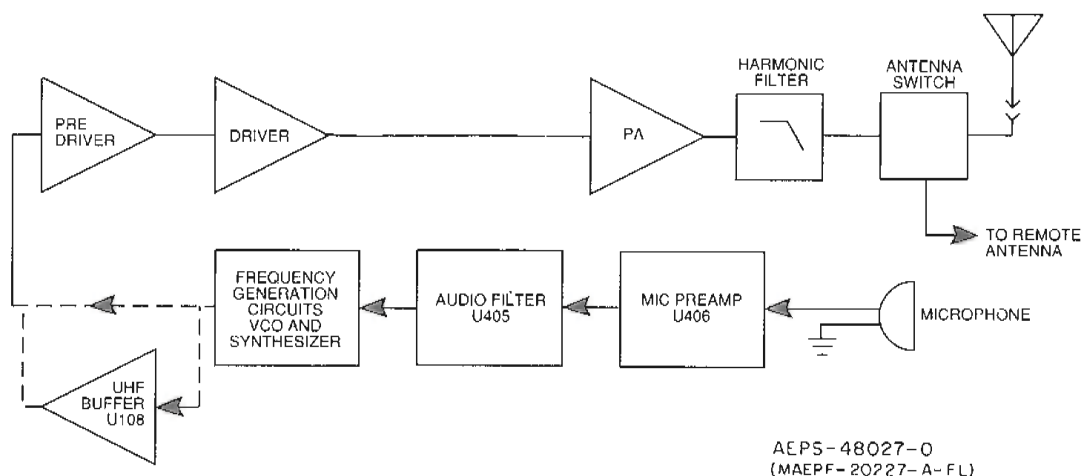 PRE
DRIVER
DRIVER
PA
HARMONIC
FILTER
ANTENNA
SWITCH
TO REMOTE
ANTENNA
FREQUENCY
GENERATION
CIRCUITS
VCO AND
SYNTHESIZER
AUDIO FILTER
U405
MIC PREAMP
U406
MICROPHONE
UHF
BUFFER
U108
AEPS-48027-O
(MAEPF-20227-A-FL)